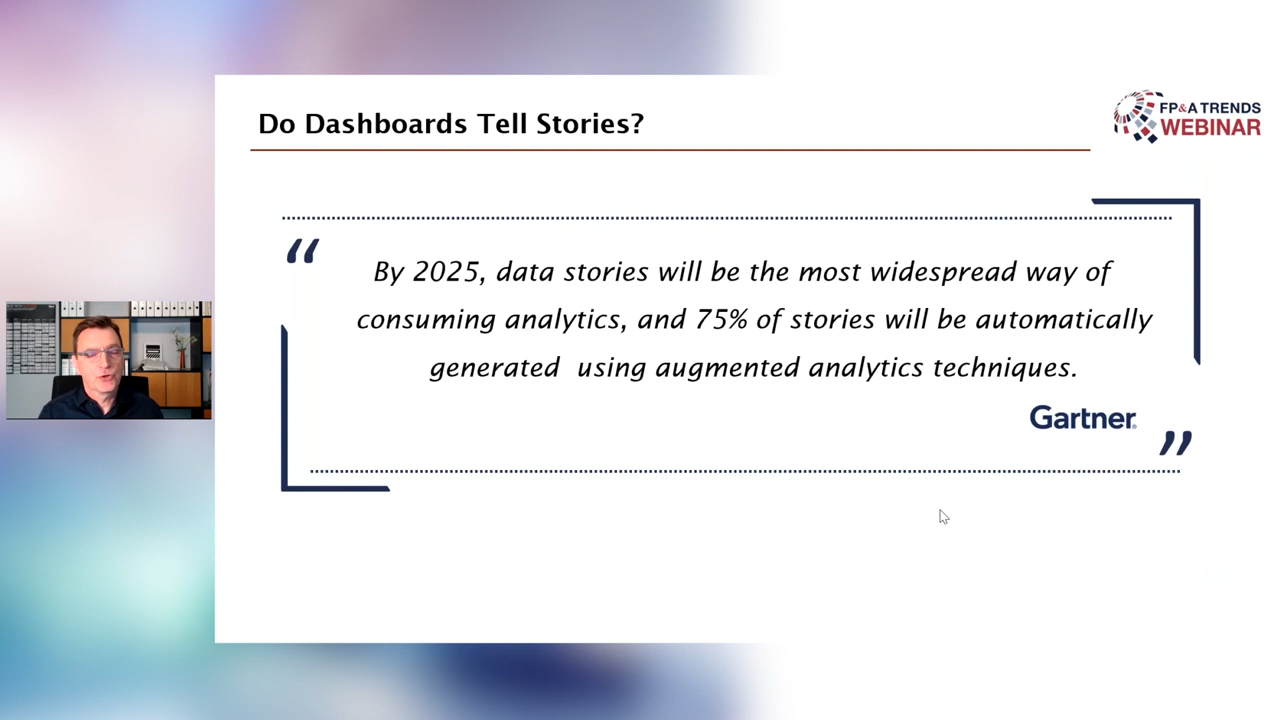 FP&A TRENDS
WEBINAR
Do Dashboards Tell Stories?
“
By 2025, data stories will be the most widespread way of
consuming analytics, and 75% of stories will be automatically
generated  using augmented analytics techniques.
Gartner®
”